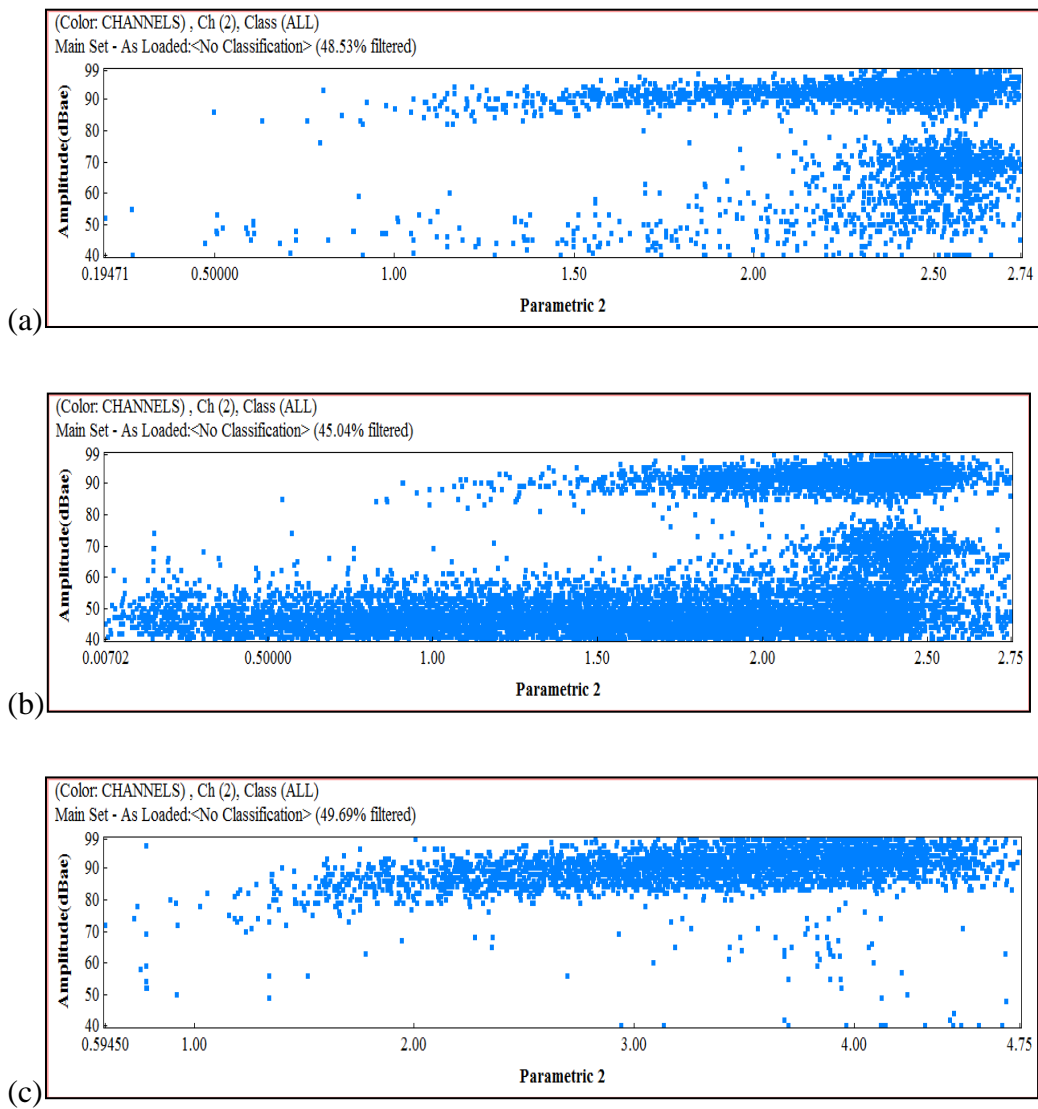 (Color: CHANNELS) , Ch (2), Class (ALL)
Main Set - As Loaded:<No Classification> (48.53% filtered)
Amplitude(dBae)
99
90
80
70
60
50
40
0.19471 0.50000 1.00 1.50 2.00 2.50 2.74
Parametric 2
(a)
(Color: CHANNELS) , Ch (2), Class (ALL)
Main Set - As Loaded:<No Classification> (45.04% filtered)
Amplitude(dBae)
99
90
80
70
60
50
40
0.00702 0.50000 1.00 1.50 2.00 2.50 2.75
Parametric 2
(b)
(Color: CHANNELS) , Ch (2), Class (ALL)
Main Set - As Loaded:<No Classification> (49.69% filtered)
Amplitude(dBae)
99
90
80
70
60
50
40
0.59450 1.00 2.00 3.00 4.00 4.75
Parametric 2
(c)